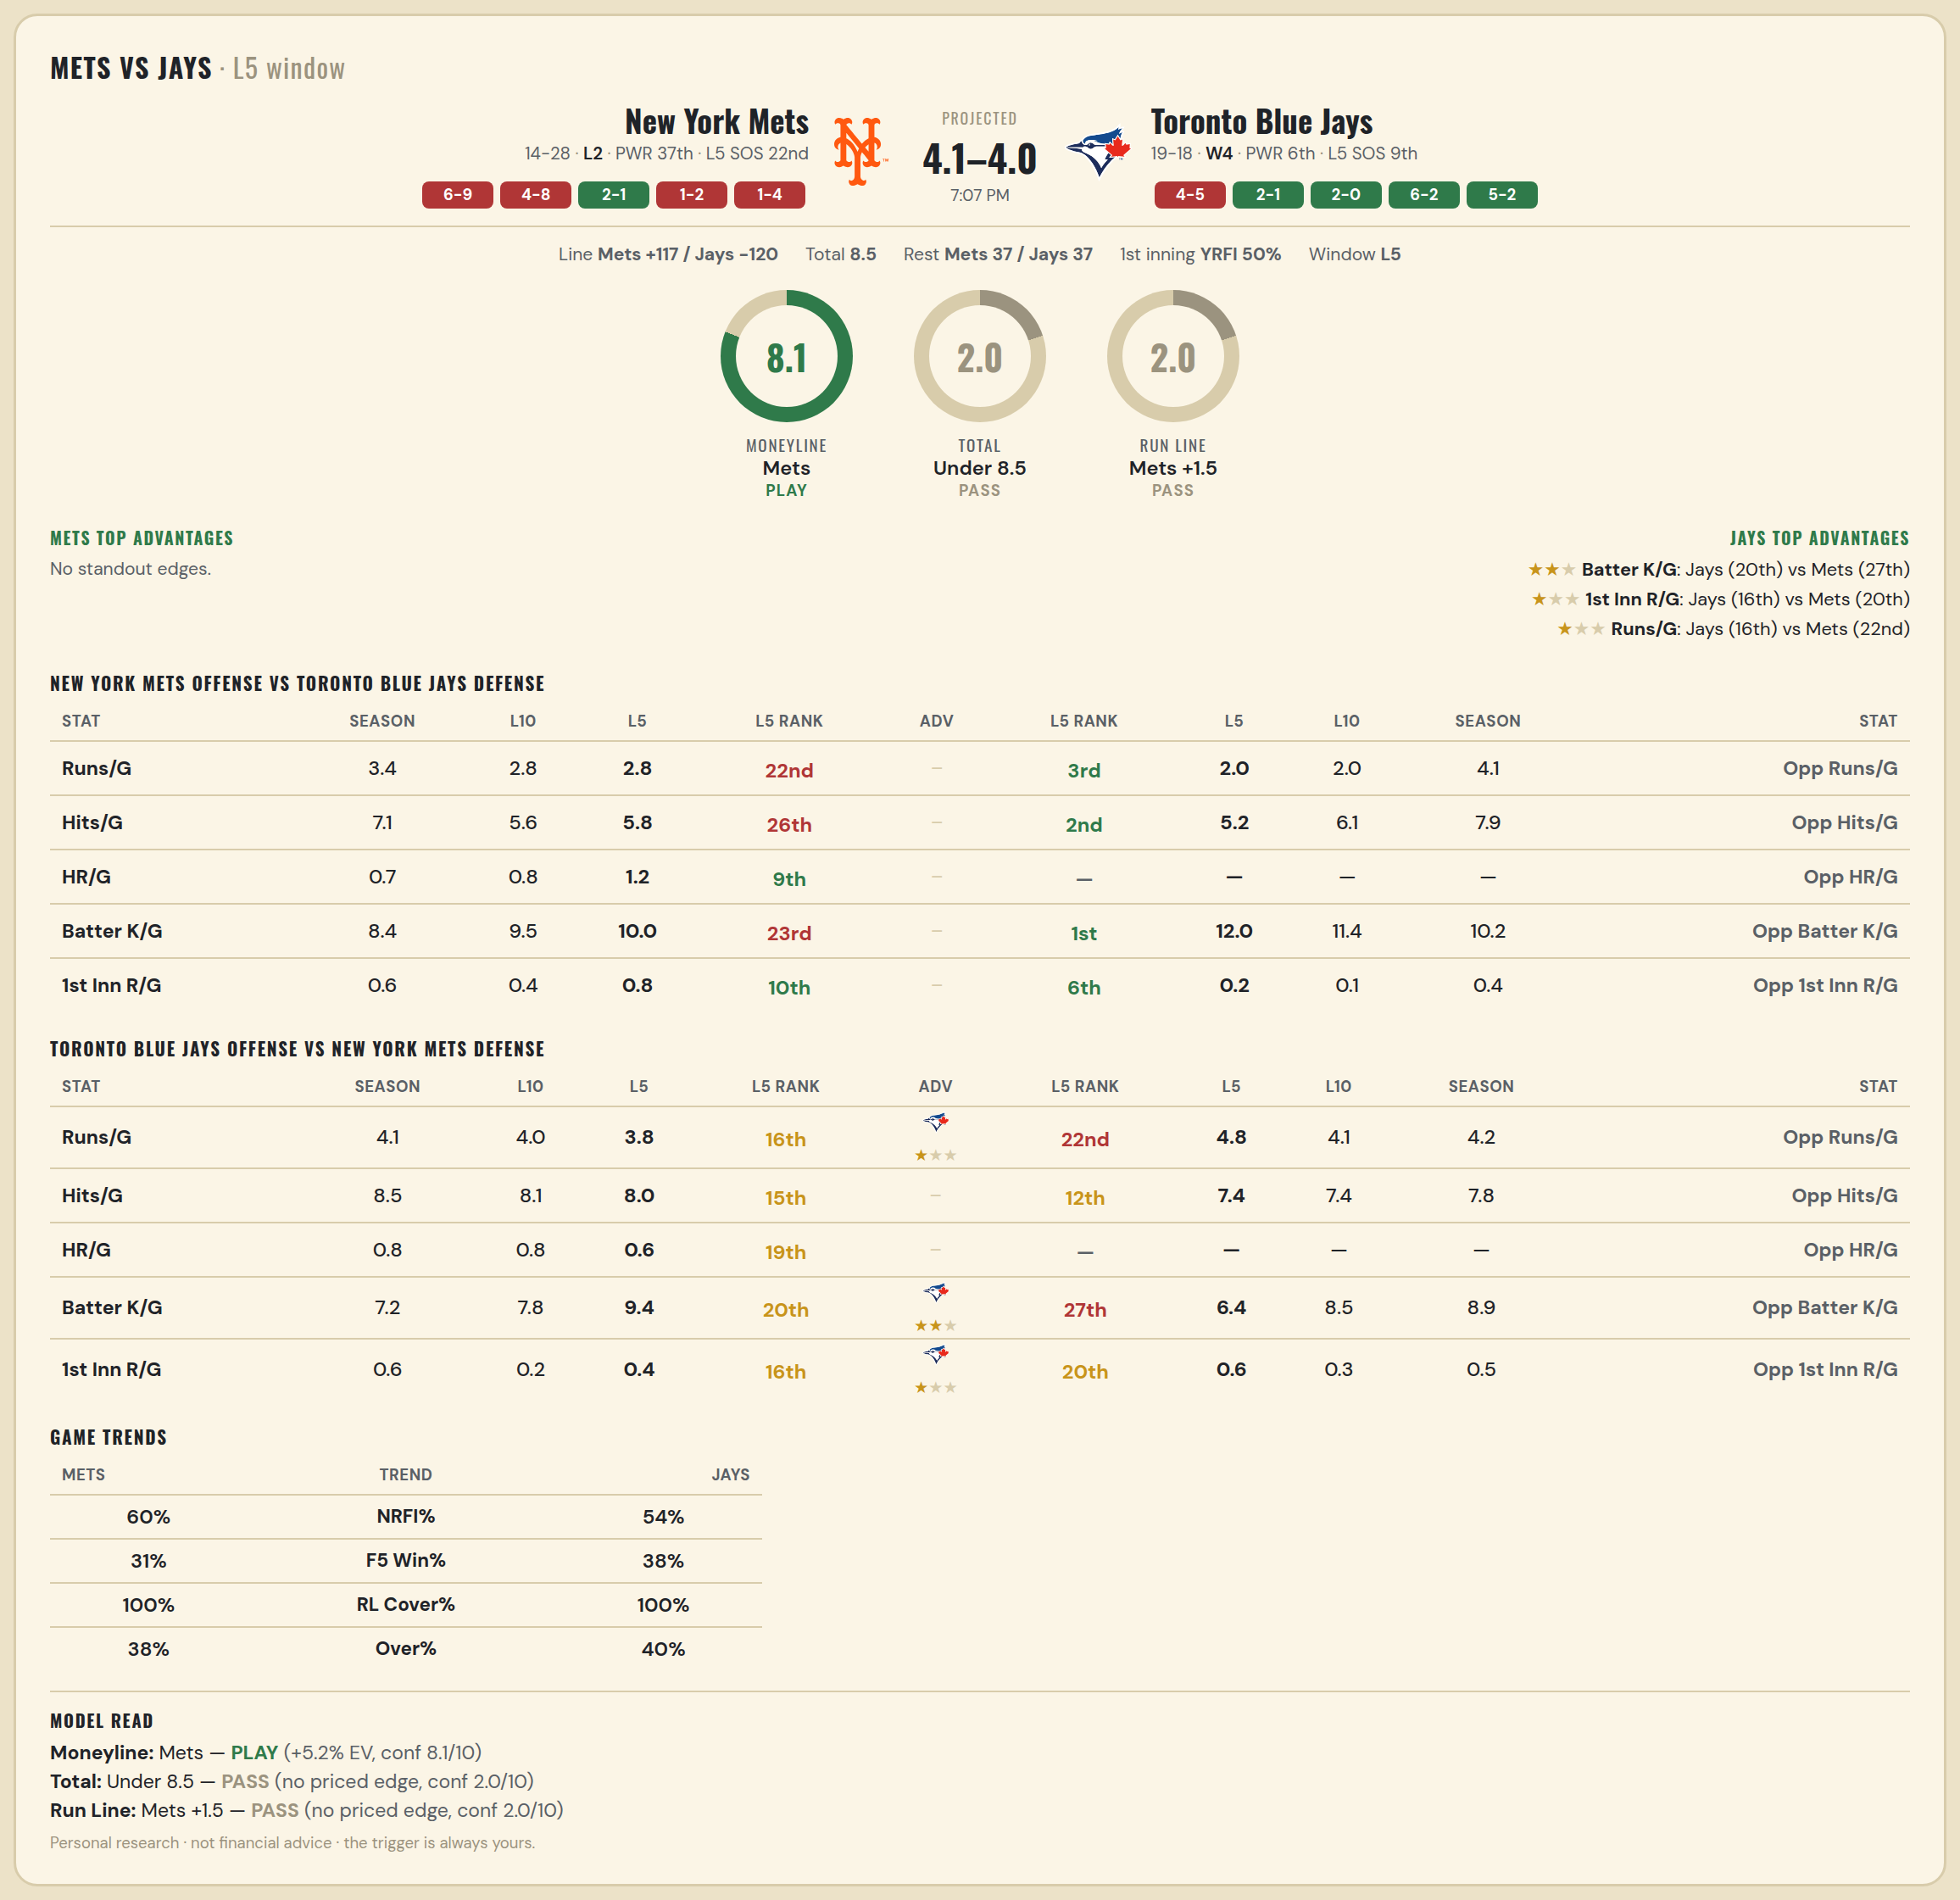 METS VS JAYS · L5 window
New York Mets
14-28 · L2 · PWR 37th · L5 SOS 22nd
6-9 4-8 2-1 1-2 1-4
NY ™
PROJECTED
4.1–4.0
7:07 PM
Toronto Blue Jays
19-18 · W4 · PWR 6th · L5 SOS 9th
4-5 2-1 2-0 6-2 5-2
Line Mets +117 / Jays -120 Total 8.5 Rest Mets 37 / Jays 37 1st inning YRFI 50% Window L5
8.1 2.0 2.0
MONEYLINE TOTAL RUN LINE
Mets Under 8.5 Mets +1.5
PLAY PASS PASS
METS TOP ADVANTAGES
No standout edges.
JAYS TOP ADVANTAGES
★★★ Batter K/G: Jays (20th) vs Mets (27th)
★★★ 1st Inn R/G: Jays (16th) vs Mets (20th)
★★★ Runs/G: Jays (16th) vs Mets (22nd)
NEW YORK METS OFFENSE VS TORONTO BLUE JAYS DEFENSE
STAT SEASON L10 L5 L5 RANK ADV L5 RANK L5 L10 SEASON STAT
Runs/G 3.4 2.8 2.8 22nd – 3rd 2.0 2.0 4.1 Opp Runs/G
Hits/G 7.1 5.6 5.8 26th – 2nd 5.2 6.1 7.9 Opp Hits/G
HR/G 0.7 0.8 1.2 9th – — — — — Opp HR/G
Batter K/G 8.4 9.5 10.0 23rd – 1st 12.0 11.4 10.2 Opp Batter K/G
1st Inn R/G 0.6 0.4 0.8 10th – 6th 0.2 0.1 0.4 Opp 1st Inn R/G
TORONTO BLUE JAYS OFFENSE VS NEW YORK METS DEFENSE
STAT SEASON L10 L5 L5 RANK ADV L5 RANK L5 L10 SEASON STAT
Runs/G 4.1 4.0 3.8 16th ★★★ 22nd 4.8 4.1 4.2 Opp Runs/G
Hits/G 8.5 8.1 8.0 15th – 12th 7.4 7.4 7.8 Opp Hits/G
HR/G 0.8 0.8 0.6 19th – — — — — Opp HR/G
Batter K/G 7.2 7.8 9.4 20th ★★★ 27th 6.4 8.5 8.9 Opp Batter K/G
1st Inn R/G 0.6 0.2 0.4 16th ★★★ 20th 0.6 0.3 0.5 Opp 1st Inn R/G
GAME TRENDS
METS TREND JAYS
60% NRFI% 54%
31% F5 Win% 38%
100% RL Cover% 100%
38% Over% 40%
MODEL READ
Moneyline: Mets — PLAY (+5.2% EV, conf 8.1/10)
Total: Under 8.5 — PASS (no priced edge, conf 2.0/10)
Run Line: Mets +1.5 — PASS (no priced edge, conf 2.0/10)
Personal research · not financial advice · the trigger is always yours.